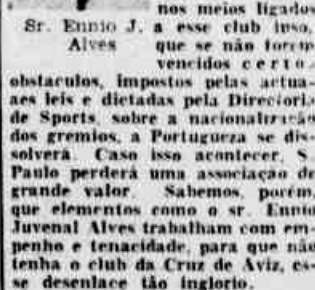 nos meios ligados
Sr. Ennio J.
Alves
a esse club luso,
que se não forem
vencidos certo-
obstaculos, impostos pelas actua-
aes leis e dictadas pela Directoria
de Sports, sobre a nacionalização
dos gremios, a Portugueza se dis-
solverá. Caso isso acontecer, S.
Paulo perderá uma associação de
grande valor. Sabemos, porém,
que elementos como o sr. Ennio
Juvenal Alves trabalham com em-
penho e tenacidade, para que não
tenha o club da Cruz de Aviz, es-
se desenlace tão inglorio.